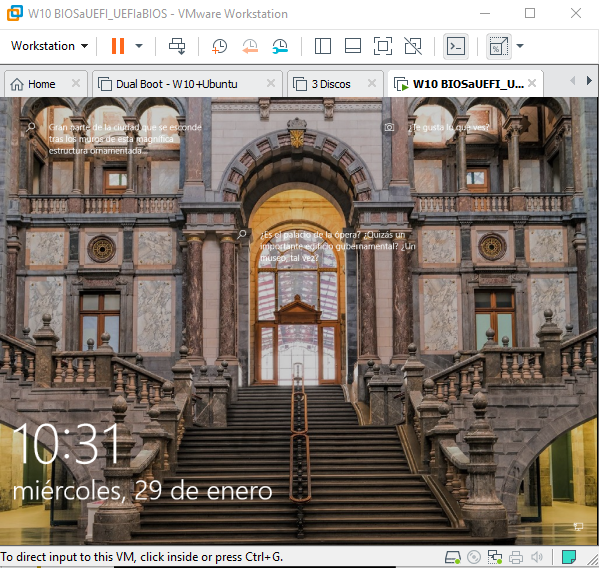 W10 BIOSaUEFI_UEFIaBIOS - VMware Workstation
Workstation
Home
Dual Boot - W10+Ubuntu
3 Discos
W10 BIOSaUEFI_U...
Gran parte de la ciudad que se esconde
tras los muros de esta magnífica
estructura ornamentada...
¿Te gusta lo que ves?
¿Es el palacio de la ópera? ¿Quizás un
importante edificio gubernamental? ¿Un
museo, tal vez?
10:31
miércoles, 29 de enero
To direct input to this VM, click inside or press Ctrl+G.